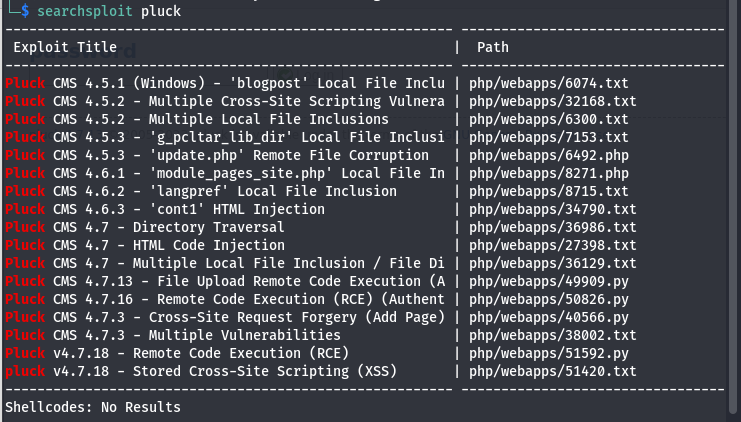 └─$ searchsploit pluck
---------------------------------------------- ---------------------------
Exploit Title | Path
---------------------------------------------- ---------------------------
Pluck CMS 4.5.1 (Windows) - 'blogpost' Local File Inclu | php/webapps/6074.txt
Pluck CMS 4.5.2 - Multiple Cross-Site Scripting Vulnera | php/webapps/32168.txt
Pluck CMS 4.5.2 - Multiple Local File Inclusions | php/webapps/6300.txt
Pluck CMS 4.5.3 - 'g_pcltar_lib_dir' Local File Inclusi | php/webapps/7153.txt
Pluck CMS 4.5.3 - 'update.php' Remote File Corruption | php/webapps/6492.php
Pluck CMS 4.6.1 - 'module_pages_site.php' Local File In | php/webapps/8271.php
Pluck CMS 4.6.2 - 'langpref' Local File Inclusion | php/webapps/8715.txt
Pluck CMS 4.6.3 - 'cont1' HTML Injection | php/webapps/34790.txt
Pluck CMS 4.7 - Directory Traversal | php/webapps/36986.txt
Pluck CMS 4.7 - HTML Code Injection | php/webapps/27398.txt
Pluck CMS 4.7 - Multiple Local File Inclusion / File Di | php/webapps/36129.txt
Pluck CMS 4.7.13 - File Upload Remote Code Execution (A | php/webapps/49909.py
Pluck CMS 4.7.16 - Remote Code Execution (RCE) (Authent | php/webapps/50826.py
Pluck CMS 4.7.3 - Cross-Site Request Forgery (Add Page) | php/webapps/40566.py
Pluck CMS 4.7.3 - Multiple Vulnerabilities | php/webapps/38002.txt
Pluck v4.7.18 - Remote Code Execution (RCE) | php/webapps/51592.py
pluck v4.7.18 - Stored Cross-Site Scripting (XSS) | php/webapps/51420.txt
---------------------------------------------- ---------------------------
Shellcodes: No Results